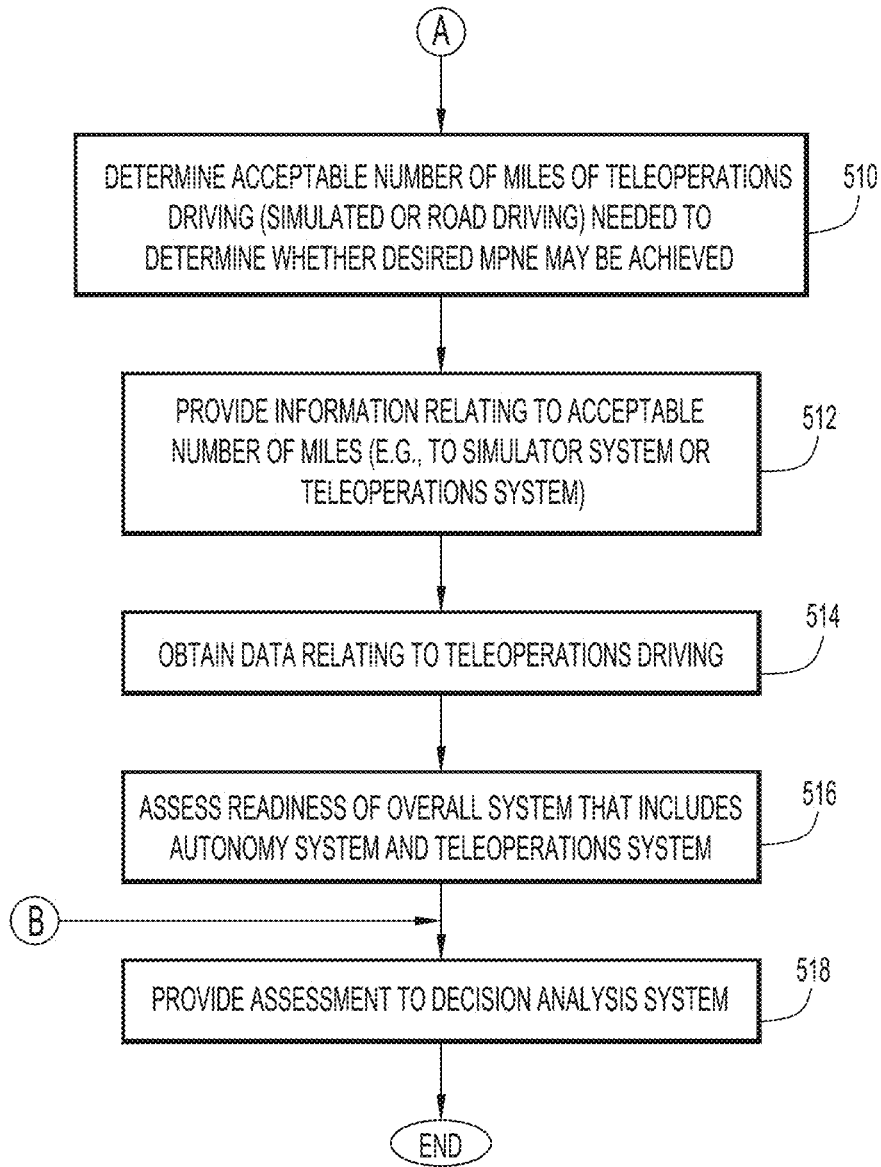 A
DETERMINE ACCEPTABLE NUMBER OF MILES OF TELEOPERATIONS
DRIVING (SIMULATED OR ROAD DRIVING) NEEDED TO
DETERMINE WHETHER DESIRED MPNE MAY BE ACHIEVED
510
PROVIDE INFORMATION RELATING TO ACCEPTABLE
NUMBER OF MILES (E.G., TO SIMULATOR SYSTEM OR
TELEOPERATIONS SYSTEM)
512
OBTAIN DATA RELATING TO TELEOPERATIONS DRIVING
514
ASSESS READINESS OF OVERALL SYSTEM THAT INCLUDES
AUTONOMY SYSTEM AND TELEOPERATIONS SYSTEM
516
B
PROVIDE ASSESSMENT TO DECISION ANALYSIS SYSTEM
518
END